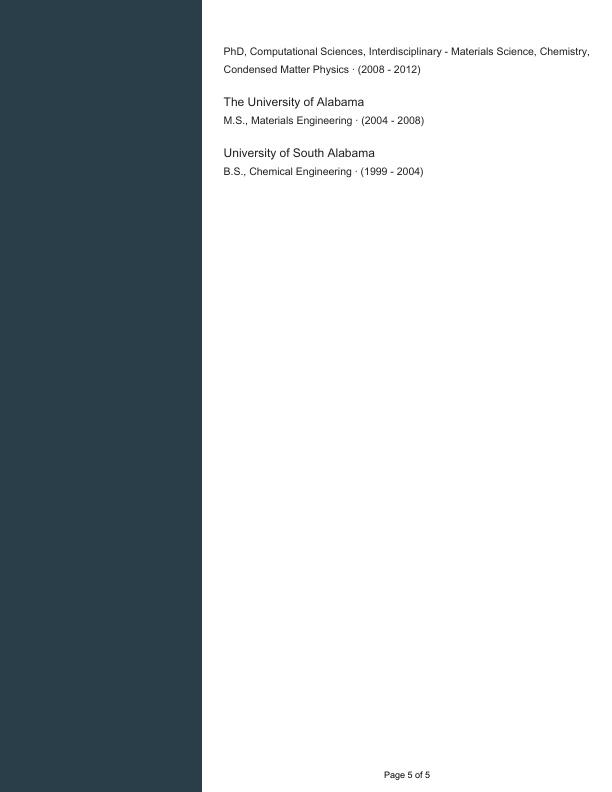 PhD, Computational Sciences, Interdisciplinary - Materials Science, Chemistry,
Condensed Matter Physics · (2008 - 2012)
The University of Alabama
M.S., Materials Engineering · (2004 - 2008)
University of South Alabama
B.S., Chemical Engineering · (1999 - 2004)
Page 5 of 5